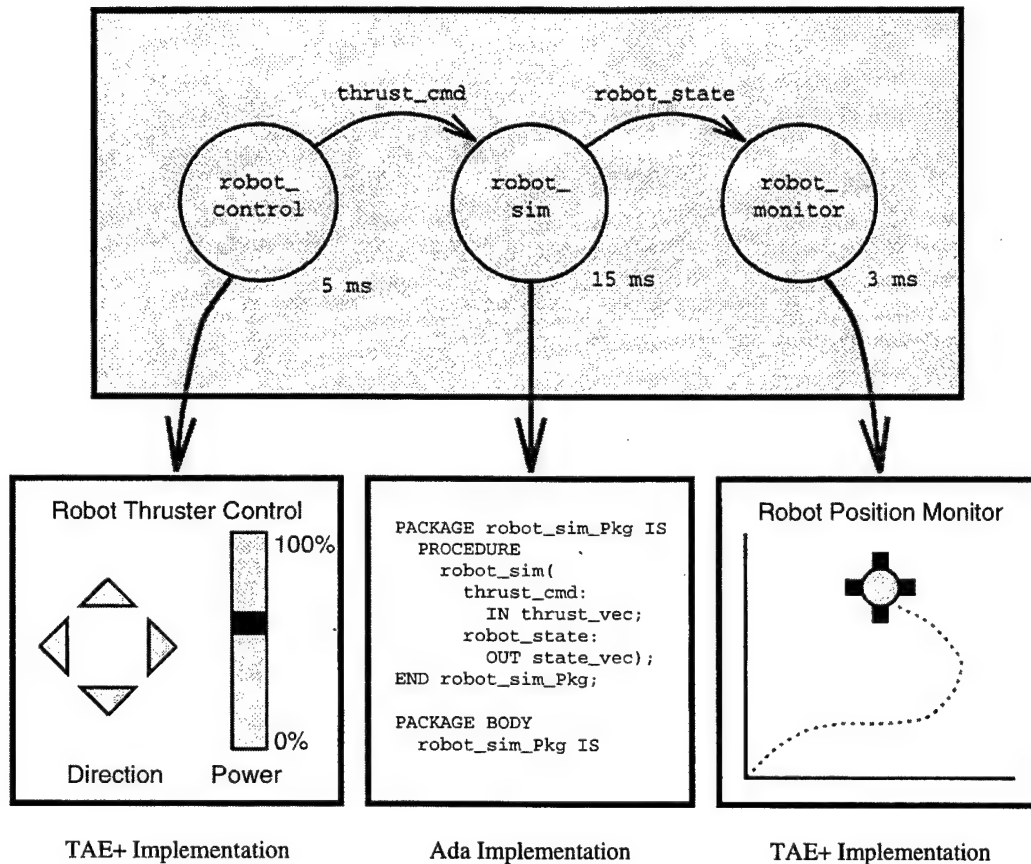 thrust_cmd
robot_state
robot_
control
robot_
sim
robot_
monitor
5 ms
15 ms
3 ms
Robot Thruster Control
100%
0%
Direction
Power
PACKAGE robot_sim_Pkg IS
PROCEDURE
robot_sim(
thrust_cmd:
IN thrust_vec;
robot_state:
OUT state_vec);
END robot_sim_Pkg;
PACKAGE BODY
robot_sim_Pkg IS
Robot Position Monitor
TAE+ Implementation
Ada Implementation
TAE+ Implementation